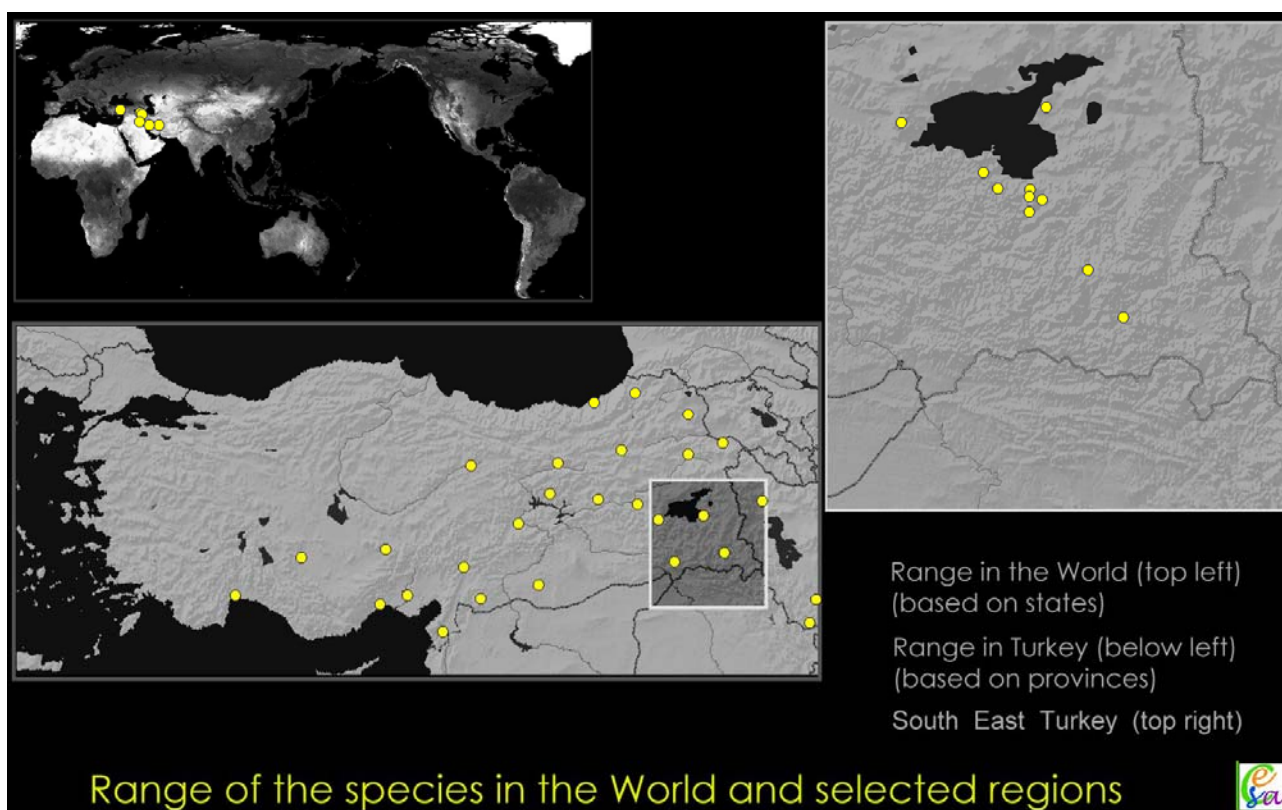 Range in the World (top left)
(based on states)
Range in Turkey (below left)
(based on provinces)
South East Turkey (top right)
Range of the species in the World and selected regions